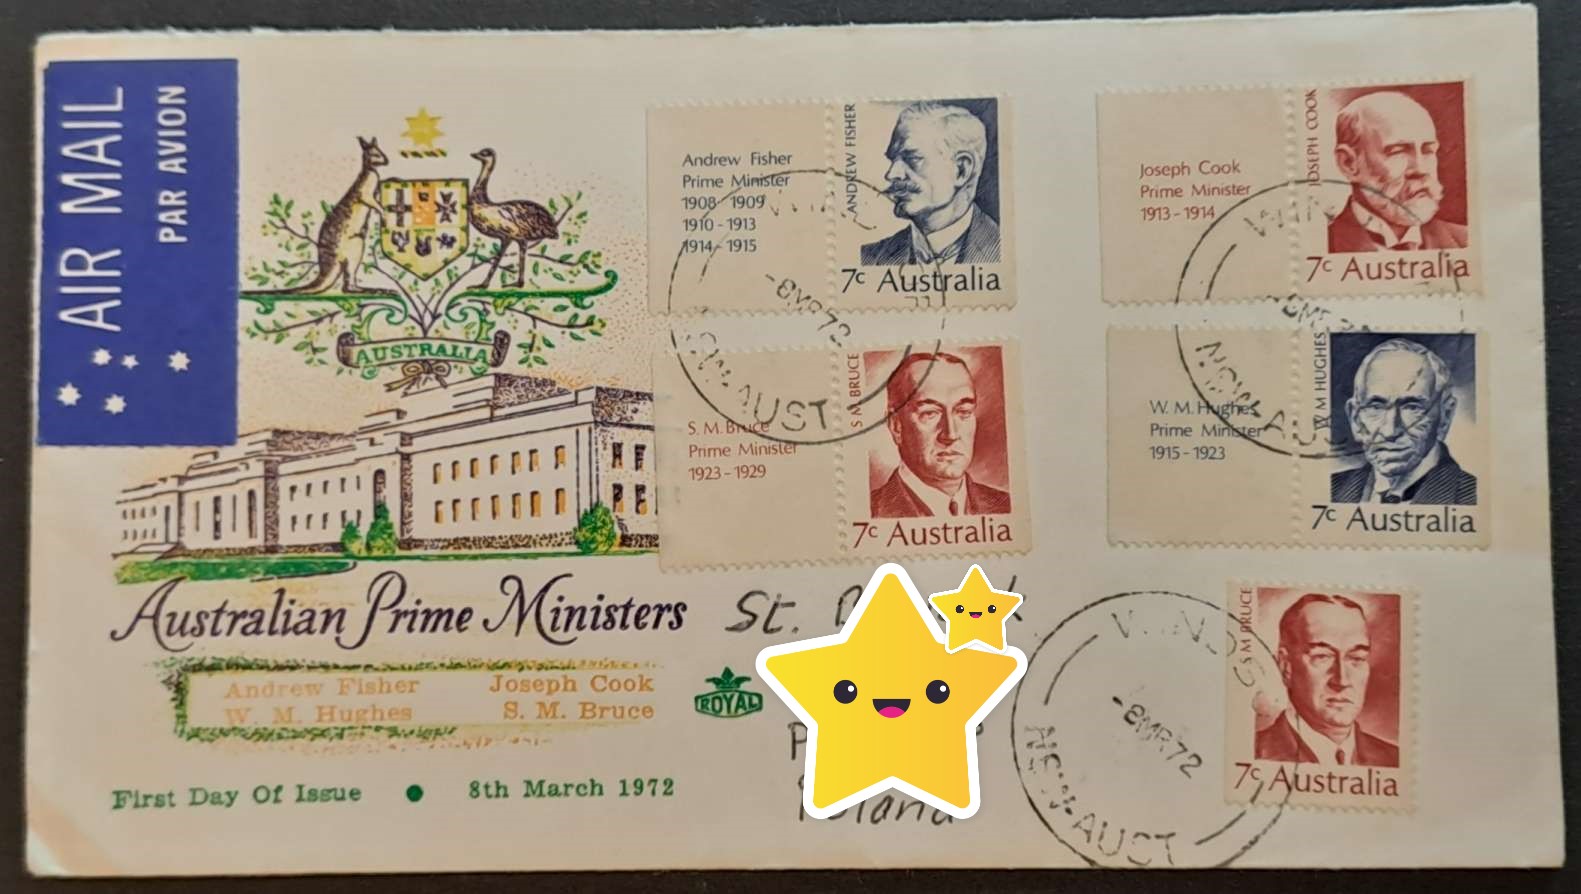 AIR MAIL
PAR AVION
AUSTRALIA
Andrew Fisher
Prime Minister
1908-1909
1910-1913
1914-1915
ANDREW FISHER
7c Australia
Joseph Cook
Prime Minister
1913-1914
JOSEPH COOK
7c Australia
-8MR72
AUST
S. M. Bruce
Prime Minister
1923-1929
S M BRUCE
7c Australia
W. M. Hughes
Prime Minister
1915-1923
W M HUGHES
7c Australia
Australian Prime Ministers
Andrew Fisher Joseph Cook
W. M. Hughes S. M. Bruce
ROYAL
First Day Of Issue • 8th March 1972
St.
Poland
S M BRUCE
7c Australia
-8MR72
NSW-AUST